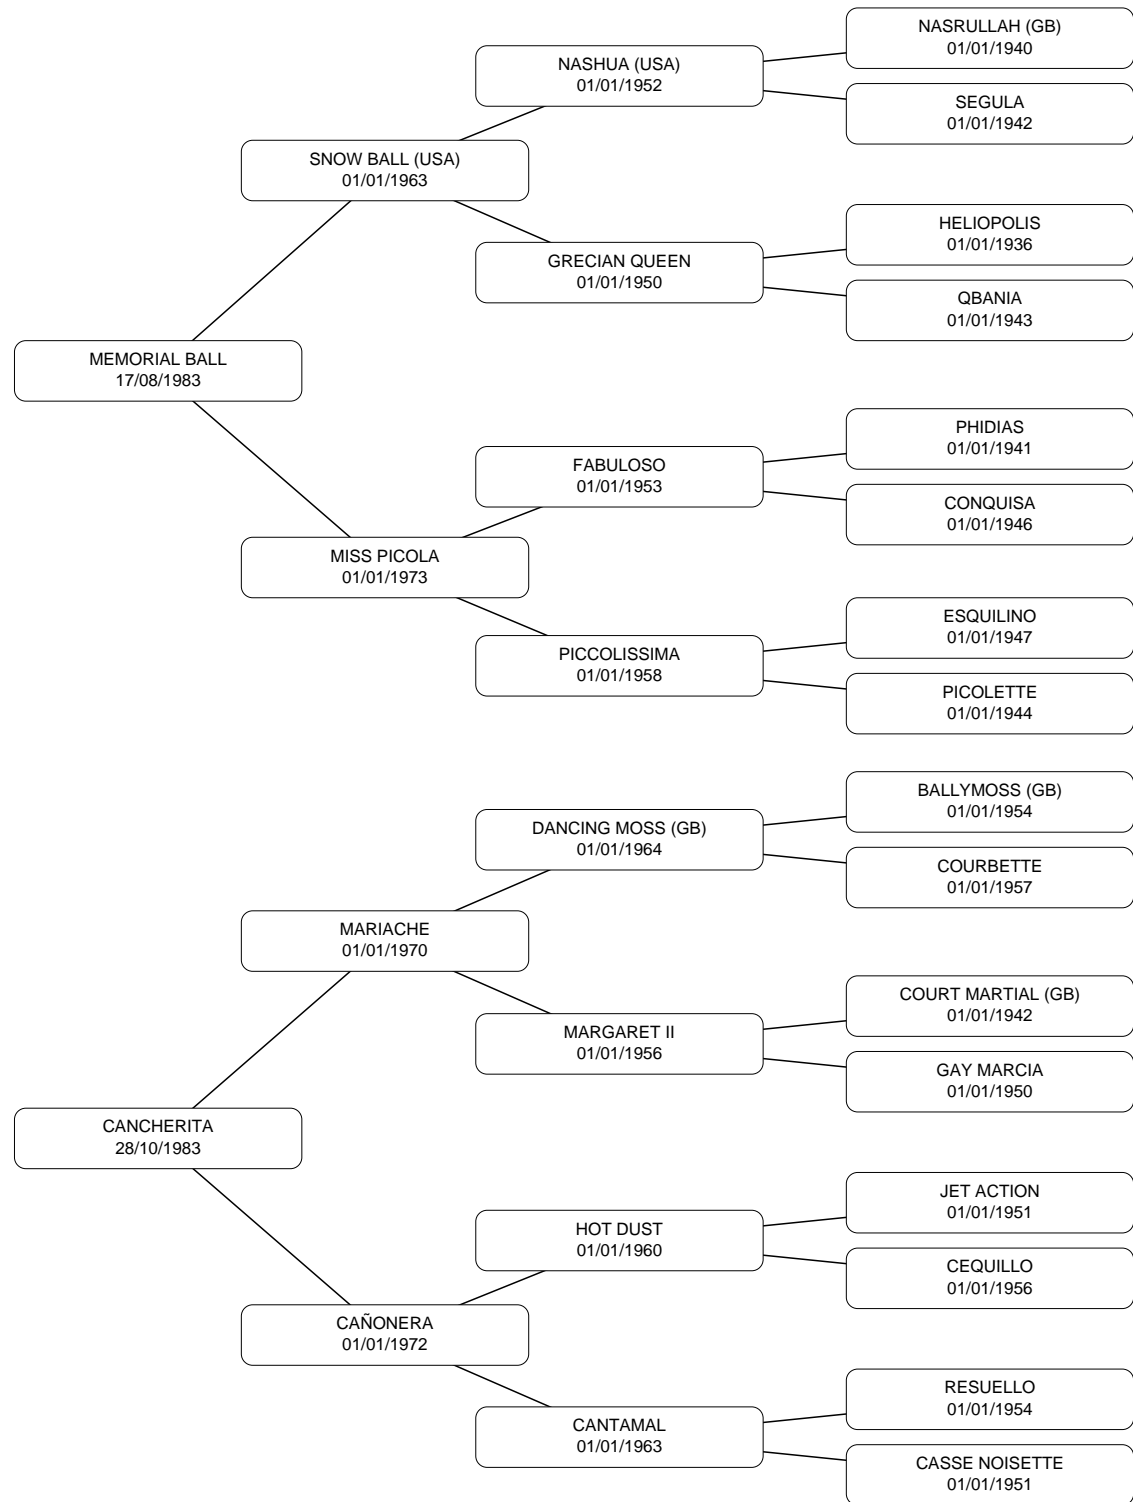 NASRULLAH (GB)
01/01/1940
NASHUA (USA)
01/01/1952
SEGULA
01/01/1942
SNOW BALL (USA)
01/01/1963
HELIOPOLIS
01/01/1936
GRECIAN QUEEN
01/01/1950
QBANIA
01/01/1943
MEMORIAL BALL
17/08/1983
PHIDIAS
01/01/1941
FABULOSO
01/01/1953
CONQUISA
01/01/1946
MISS PICOLA
01/01/1973
ESQUILINO
01/01/1947
PICCOLISSIMA
01/01/1958
PICOLETTE
01/01/1944
BALLYMOSS (GB)
01/01/1954
DANCING MOSS (GB)
01/01/1964
COURBETTE
01/01/1957
MARIACHE
01/01/1970
COURT MARTIAL (GB)
01/01/1942
MARGARET II
01/01/1956
GAY MARCIA
01/01/1950
CANCHERITA
28/10/1983
JET ACTION
01/01/1951
HOT DUST
01/01/1960
CEQUILLO
01/01/1956
CAÑONERA
01/01/1972
RESUELLO
01/01/1954
CANTAMAL
01/01/1963
CASSE NOISETTE
01/01/1951